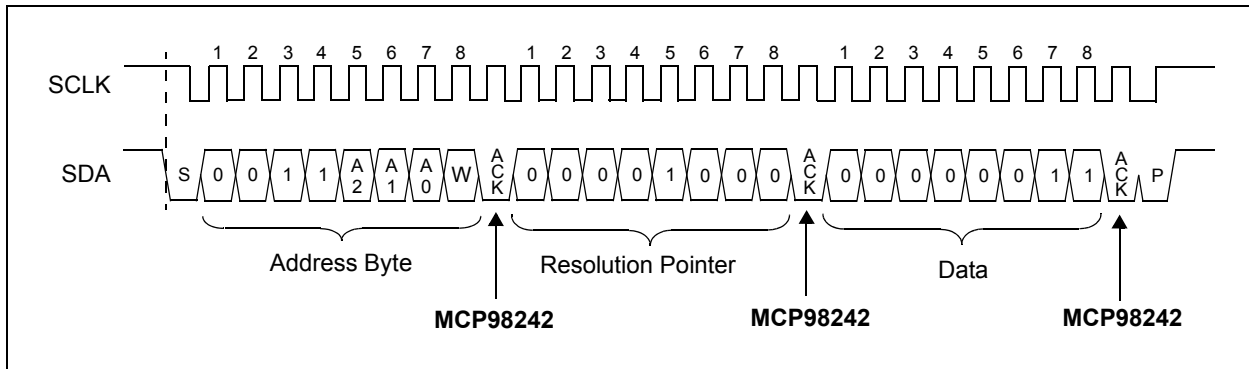 1 2 3 4 5 6 7 8 1 2 3 4 5 6 7 8 1 2 3 4 5 6 7 8
SCLK
SDA
S 0 0 1 1 A2 A1 A0 W ACK 0 0 0 0 1 0 0 0 ACK 0 0 0 0 0 0 1 1 ACK P
Address Byte Resolution Pointer Data
MCP98242 MCP98242 MCP98242